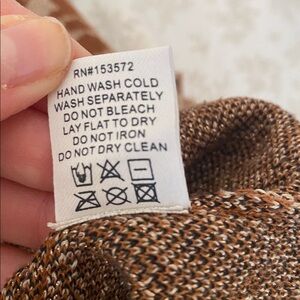 RN#153572
HAND WASH COLD
WASH SEPARATELY
DO NOT BLEACH
LAY FLAT TO DRY
DO NOT IRON
DO NOT DRY CLEAN